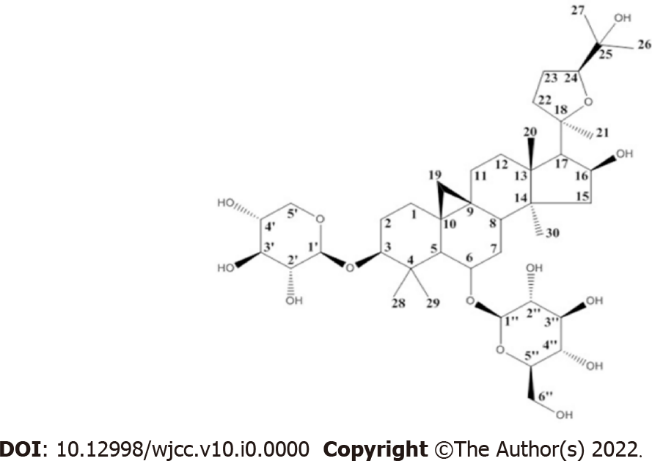 27 OH
26
25
23 24
22 O
18
20 21
12 17 OH
19 11 13 16
14 15
HO 5' O 1 9
4' 2 10 8 30
HO 3' 2' 1' O 3 4 5 6 7
OH 28 29 O OH
2'' OH
1'' 3''
O 4''
5'' OH
6''
HO OH
DOI: 10.12998/wjcc.v10.i0.0000 Copyright ©The Author(s) 2022.